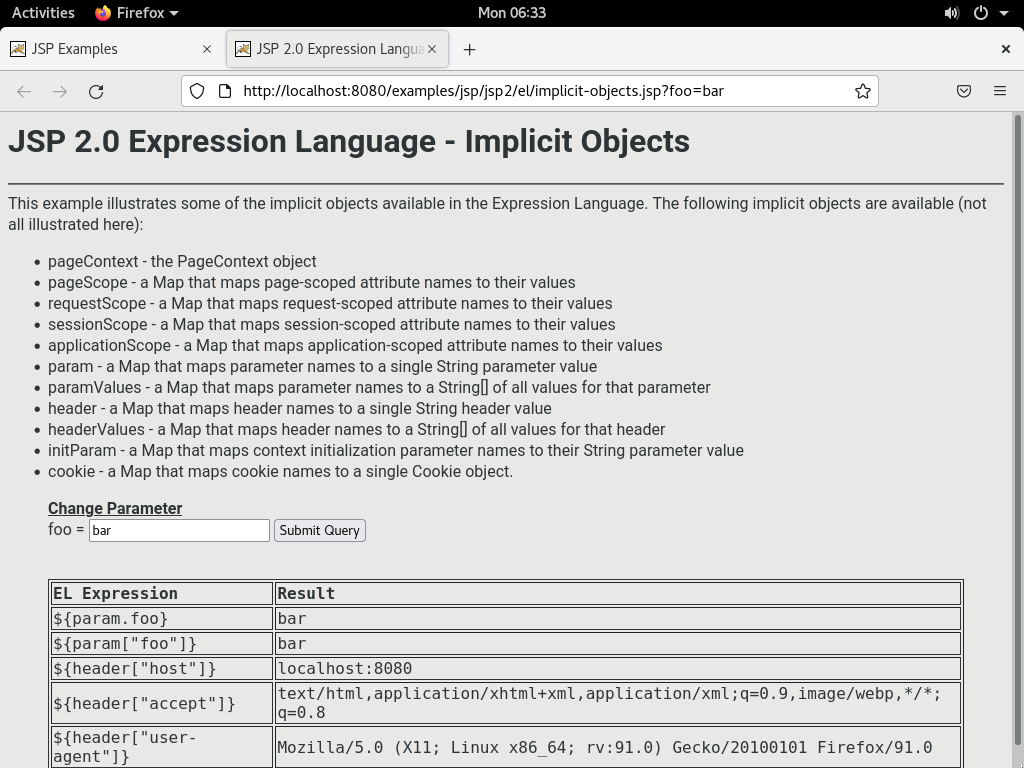 Activities Firefox Mon 06:33
JSP Examples JSP 2.0 Expression Langua
http://localhost:8080/examples/jsp/jsp2/el/implicit-objects.jsp?foo=bar
JSP 2.0 Expression Language - Implicit Objects
This example illustrates some of the implicit objects available in the Expression Language. The following implicit objects are available (not
all illustrated here):
• pageContext - the PageContext object
• pageScope - a Map that maps page-scoped attribute names to their values
• requestScope - a Map that maps request-scoped attribute names to their values
• sessionScope - a Map that maps session-scoped attribute names to their values
• applicationScope - a Map that maps application-scoped attribute names to their values
• param - a Map that maps parameter names to a single String parameter value
• paramValues - a Map that maps parameter names to a String[] of all values for that parameter
• header - a Map that maps header names to a single String header value
• headerValues - a Map that maps header names to a String[] of all values for that header
• initParam - a Map that maps context initialization parameter names to their String parameter value
• cookie - a Map that maps cookie names to a single Cookie object.
Change Parameter
foo = bar Submit Query
EL Expression Result
${param.foo} bar
${param["foo"]} bar
${header["host"]} localhost:8080
${header["accept"]} text/html,application/xhtml+xml,application/xml;q=0.9,image/webp,*/*;
q=0.8
${header["user-
agent"]} Mozilla/5.0 (X11; Linux x86_64; rv:91.0) Gecko/20100101 Firefox/91.0